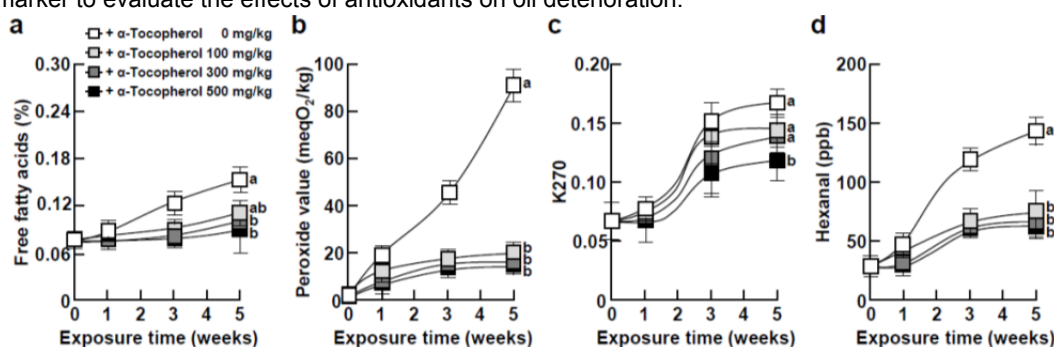 marker to evaluate the effects of antioxidants on oil deterioration.
a b c d
+ α-Tocopherol 0 mg/kg
+ α-Tocopherol 100 mg/kg
+ α-Tocopherol 300 mg/kg
+ α-Tocopherol 500 mg/kg
Free fatty acids (%)
0.30
0.24
0.18
0.12
0.06
0
a
ab
b
b
0 1 2 3 4 5
Exposure time (weeks)
Peroxide value (meqO₂/kg)
100
80
60
40
20
0
a
b
b
b
0 1 2 3 4 5
Exposure time (weeks)
K270
0.20
0.15
0.10
0.05
0
a
a
a
b
0 1 2 3 4 5
Exposure time (weeks)
Hexanal (ppb)
200
150
100
50
0
a
b
b
b
0 1 2 3 4 5
Exposure time (weeks)